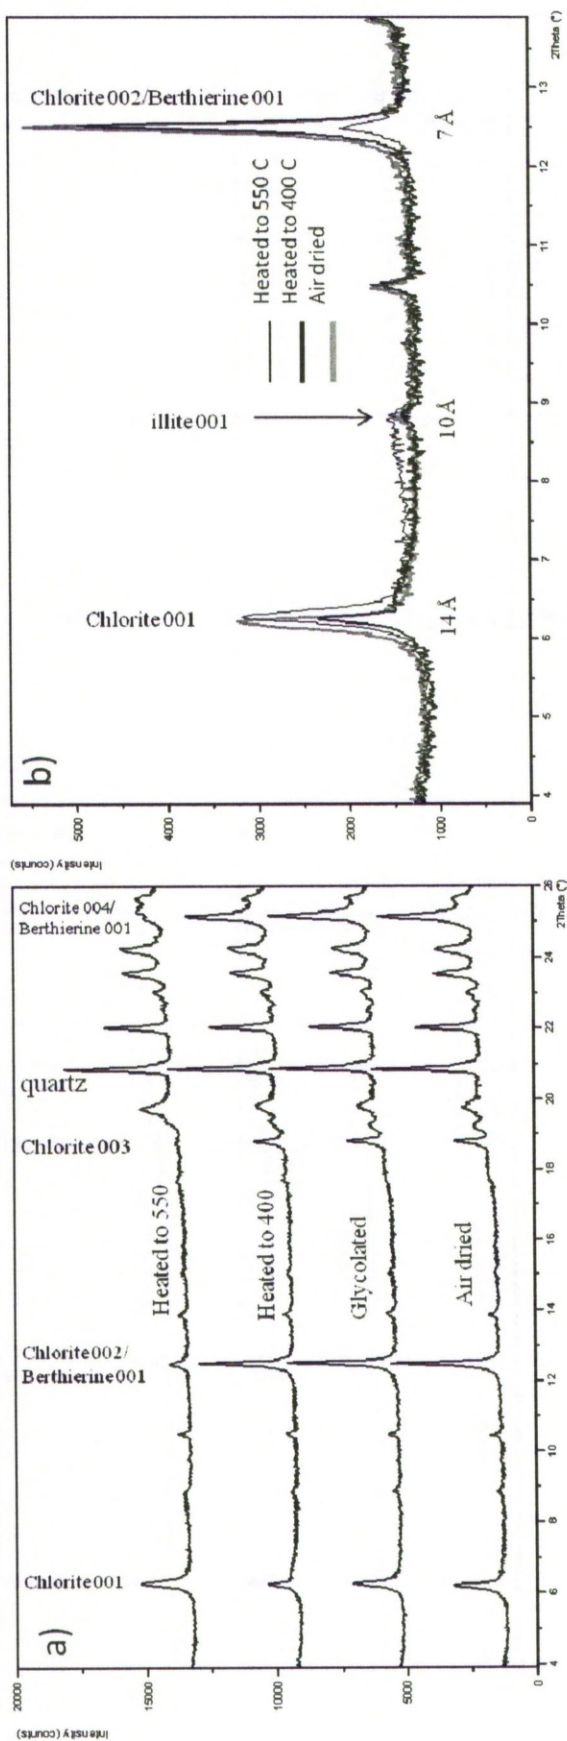 a)
Intensity (counts)
20000
15000
10000
5000
0
Chlorite 001
Chlorite 002/
Berthierine 001
Chlorite 003
quartz
Chlorite 004/
Berthierine 001
Heated to 550
Heated to 400
Glycolated
Air dried
4 6 8 10 12 14 16 18 20 22 24 26
2Theta (°)
b)
Intensity (counts)
5000
4000
3000
2000
1000
0
Chlorite 001
illite 001
Chlorite 002/Berthierine 001
Heated to 550 C
Heated to 400 C
Air dried
14 Å
10 Å
7 Å
4 5 6 7 8 9 10 11 12 13
2Theta (°)